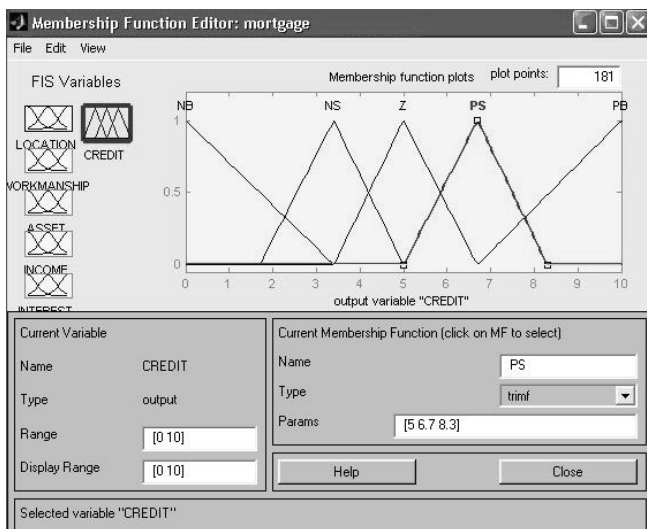 Membership Function Editor: mortgage
File Edit View
FIS Variables
Membership function plots plot points: 181
LOCATION
WORKMANSHIP
ASSET
INCOME
INTEREST
CREDIT
NB NS Z PS PB
1
0.5
0
0 1 2 3 4 5 6 7 8 9 10
output variable "CREDIT"
Current Variable
Name CREDIT
Type output
Range [0 10]
Display Range [0 10]
Current Membership Function (click on MF to select)
Name PS
Type trimf
Params [5 6.7 8.3]
Help Close
Selected variable "CREDIT"